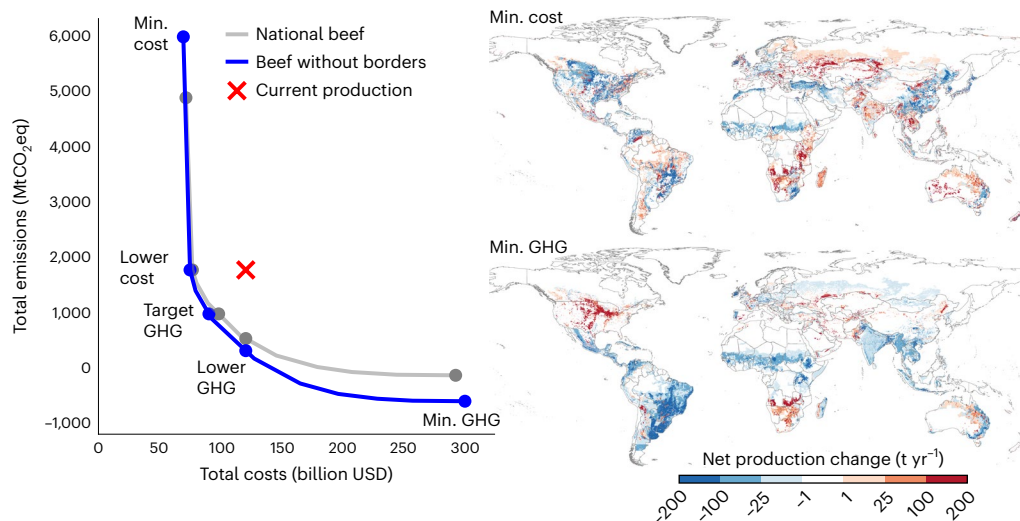 Total emissions (MtCO₂eq)
6,000
5,000
4,000
3,000
2,000
1,000
0
–1,000
Min.
cost
National beef
Beef without borders
Current production
Lower
cost
Target
GHG
Lower
GHG
Min. GHG
0
50
100
150
200
250
300
Total costs (billion USD)
Min. cost
Min. GHG
Net production change (t yr⁻¹)
-200
-100
-25
-1
1
25
100
200